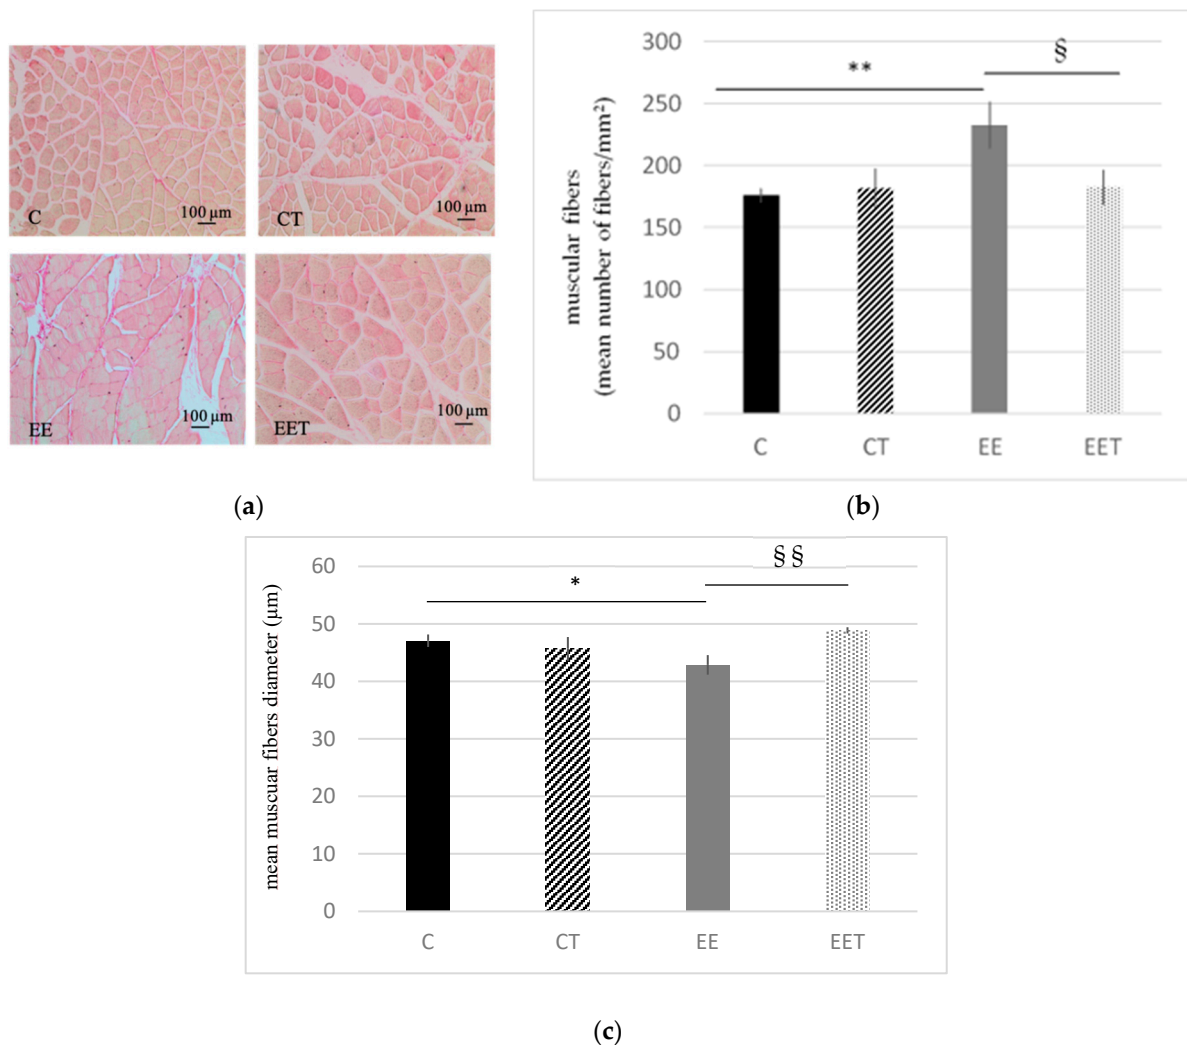 C
100 µm
CT
100 µm
EE
100 µm
EET
100 µm
(a)
muscular fibers
(mean number of fibers/mm²)
300
250
200
150
100
50
0
**
§
C
CT
EE
EET
(b)
mean muscuar fibers diameter (µm)
60
50
40
30
20
10
0
*
§ §
C
CT
EE
EET
(c)